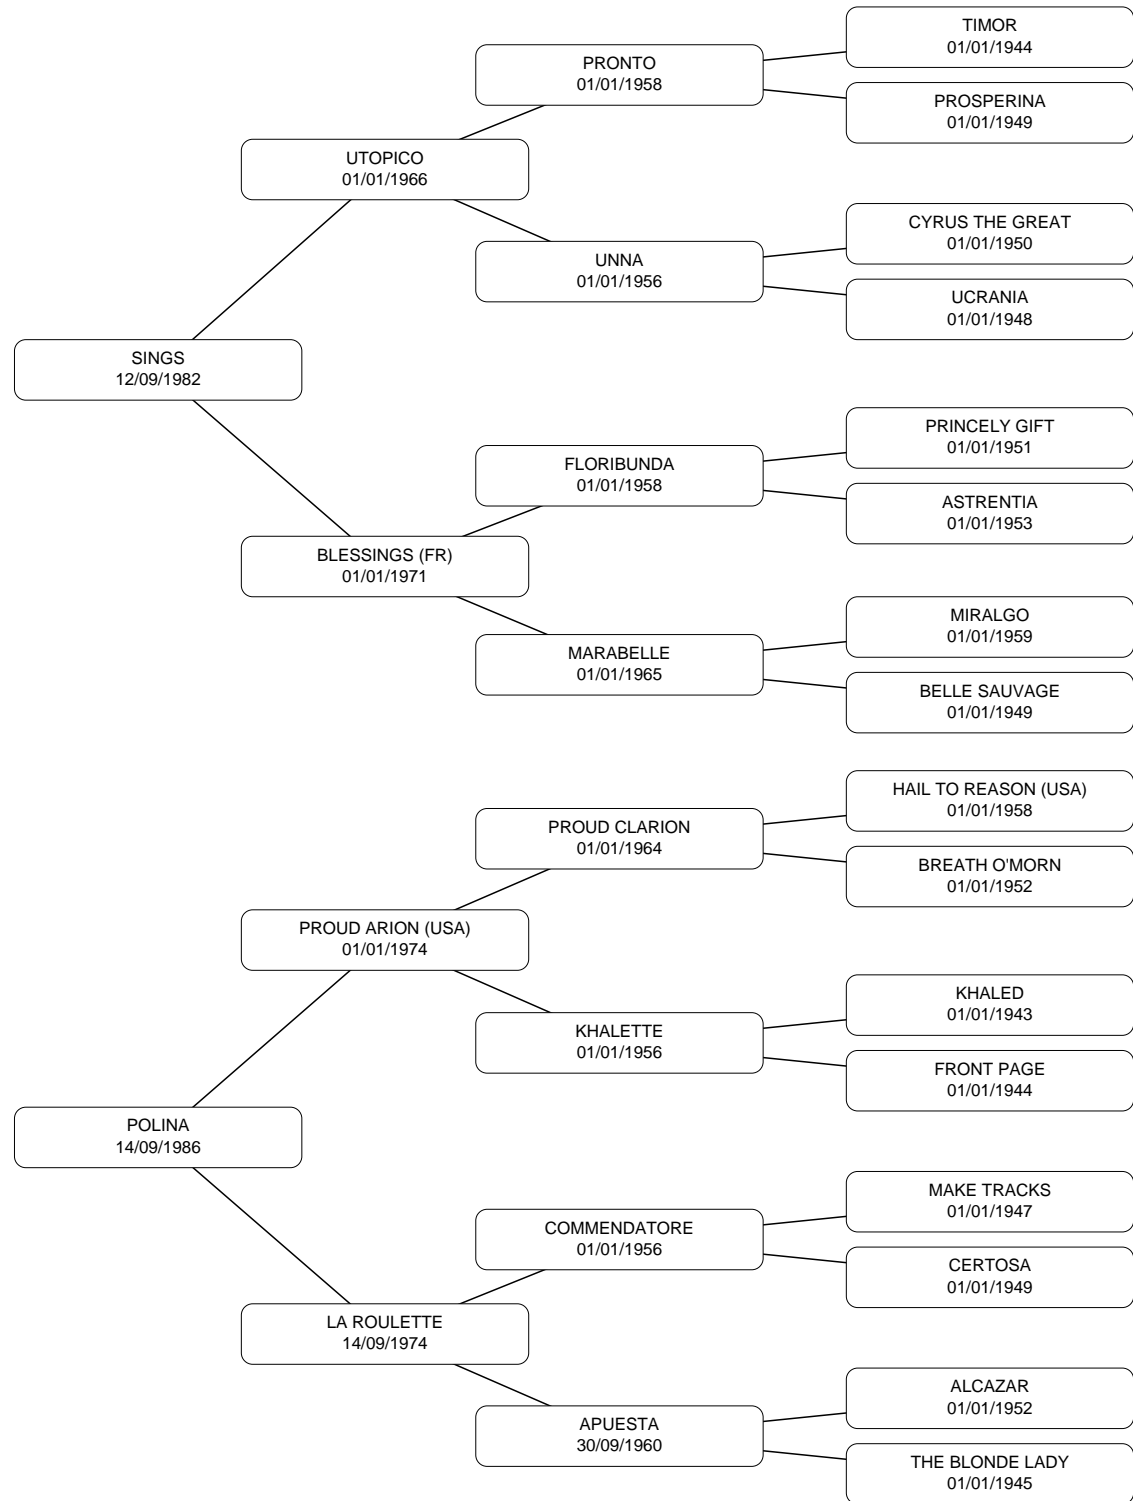 TIMOR
01/01/1944
PRONTO
01/01/1958
PROSPERINA
01/01/1949
UTOPICO
01/01/1966
CYRUS THE GREAT
01/01/1950
UNNA
01/01/1956
UCRANIA
01/01/1948
SINGS
12/09/1982
PRINCELY GIFT
01/01/1951
FLORIBUNDA
01/01/1958
ASTRENTIA
01/01/1953
BLESSINGS (FR)
01/01/1971
MIRALGO
01/01/1959
MARABELLE
01/01/1965
BELLE SAUVAGE
01/01/1949
HAIL TO REASON (USA)
01/01/1958
PROUD CLARION
01/01/1964
BREATH O'MORN
01/01/1952
PROUD ARION (USA)
01/01/1974
KHALED
01/01/1943
KHALETTE
01/01/1956
FRONT PAGE
01/01/1944
POLINA
14/09/1986
MAKE TRACKS
01/01/1947
COMMENDATORE
01/01/1956
CERTOSA
01/01/1949
LA ROULETTE
14/09/1974
ALCAZAR
01/01/1952
APUESTA
30/09/1960
THE BLONDE LADY
01/01/1945